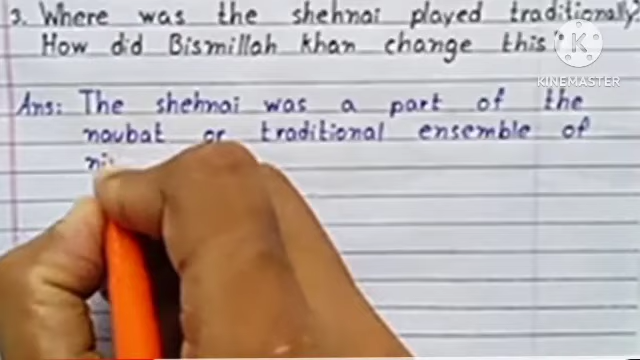 3. Where was the shehnai played traditionally?
How did Bismillah Khan change this?
KINEMASTER
Ans: The shehnai was a part of the
naubat or traditional ensemble of